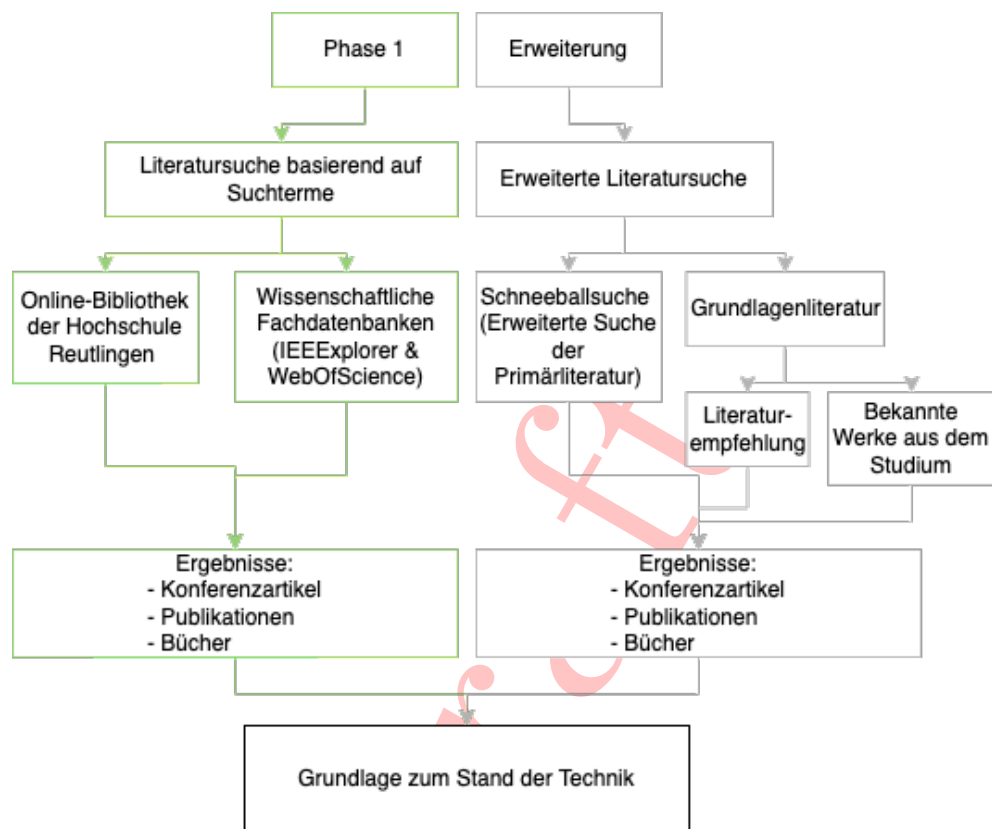 Phase 1
Erweiterung
Literatursuche basierend auf
Suchterme
Erweiterte Literatursuche
Online-Bibliothek
der Hochschule
Reutlingen
Wissenschaftliche
Fachdatenbanken
(IEEExplorer &
WebOfScience)
Schneeballsuche
(Erweiterte Suche
der
Primärliteratur)
Grundlagenliteratur
Literatur-
empfehlung
Bekannte
Werke aus dem
Studium
Ergebnisse:
- Konferenzartikel
- Publikationen
- Bücher
Ergebnisse:
- Konferenzartikel
- Publikationen
- Bücher
Grundlage zum Stand der Technik